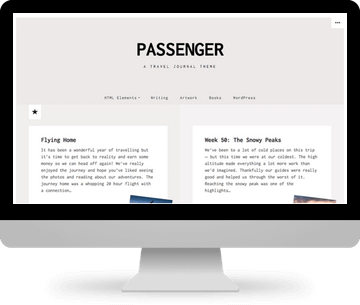 PASSENGER
A TRAVEL JOURNAL THEME
HTML Elements
Writing
Artwork
Books
WordPress
Flying Home
It has been a wonderful year of travelling but
it's time to get back to reality and earn some
money so we can head off again! We've really
enjoyed the journey and hope you've liked seeing
the photos and reading about our adventures. The
journey home was a whopping 20 hour flight with
a connection…
Week 50: The Snowy Peaks
We've been to a lot of cold places on this trip
– but this time we were at our coldest. The high
altitude made everything a lot more work than
we'd imagined. Thankfully our guides were really
good and helped us through the worst of it.
Reaching the snowy peak was one of the
highlights…